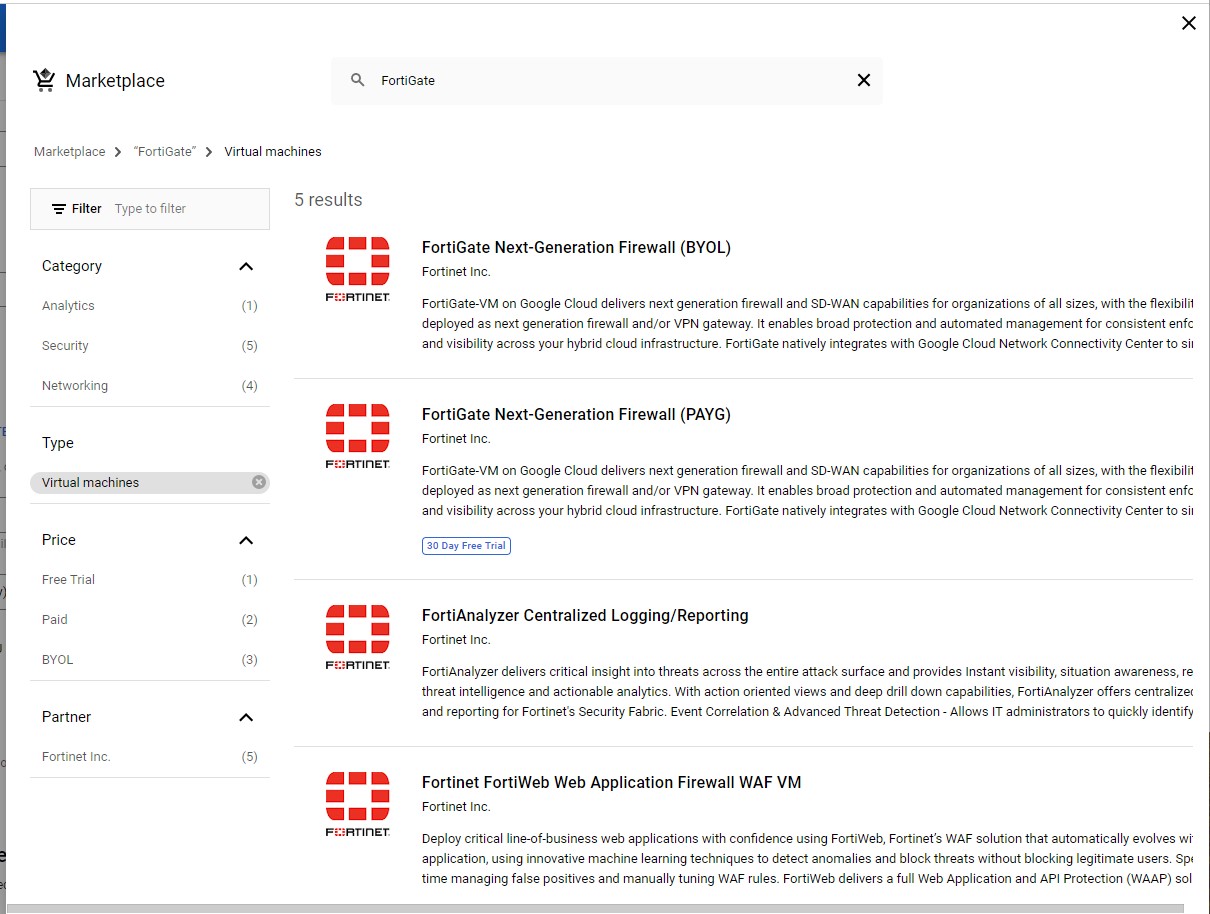 Marketplace
FortiGate
Marketplace > “FortiGate” > Virtual machines
Filter Type to filter
Category
Analytics (1)
Security (5)
Networking (4)
Type
Virtual machines
Price
Free Trial (1)
Paid (2)
BYOL (3)
Partner
Fortinet Inc. (5)
5 results
FORTINET
FortiGate Next-Generation Firewall (BYOL)
Fortinet Inc.
FortiGate-VM on Google Cloud delivers next generation firewall and SD-WAN capabilities for organizations of all sizes, with the flexibilit
deployed as next generation firewall and/or VPN gateway. It enables broad protection and automated management for consistent enfo
and visibility across your hybrid cloud infrastructure. FortiGate natively integrates with Google Cloud Network Connectivity Center to sir
FORTINET
FortiGate Next-Generation Firewall (PAYG)
Fortinet Inc.
FortiGate-VM on Google Cloud delivers next generation firewall and SD-WAN capabilities for organizations of all sizes, with the flexibilit
deployed as next generation firewall and/or VPN gateway. It enables broad protection and automated management for consistent enfo
and visibility across your hybrid cloud infrastructure. FortiGate natively integrates with Google Cloud Network Connectivity Center to sir
30 Day Free Trial
FORTINET
FortiAnalyzer Centralized Logging/Reporting
Fortinet Inc.
FortiAnalyzer delivers critical insight into threats across the entire attack surface and provides Instant visibility, situation awareness, re
threat intelligence and actionable analytics. With action oriented views and deep drill down capabilities, FortiAnalyzer offers centralized
and reporting for Fortinet's Security Fabric. Event Correlation & Advanced Threat Detection - Allows IT administrators to quickly identify
FORTINET
Fortinet FortiWeb Web Application Firewall WAF VM
Fortinet Inc.
Deploy critical line-of-business web applications with confidence using FortiWeb, Fortinet’s WAF solution that automatically evolves wi
application, using innovative machine learning techniques to detect anomalies and block threats without blocking legitimate users. Spe
time managing false positives and manually tuning WAF rules. FortiWeb delivers a full Web Application and API Protection (WAAP) sol